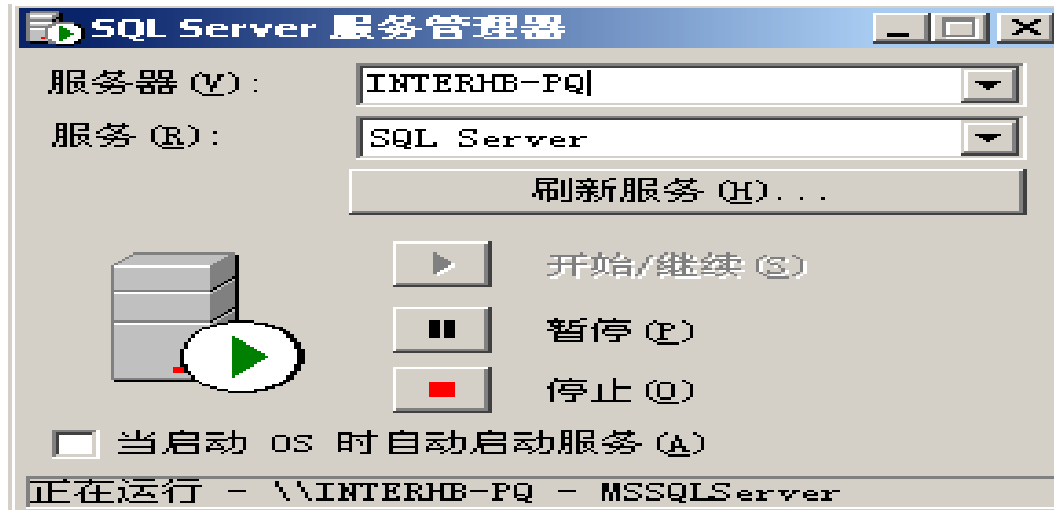 SQL Server 服务管理器
服务器(V): INTERHB-PQ
服务(R): SQL Server
刷新服务(H)...
开始/继续(S)
暂停(P)
停止(O)
当启动 OS 时自动启动服务(A)
正在运行 - \\INTERHB-PQ - MSSQLServer